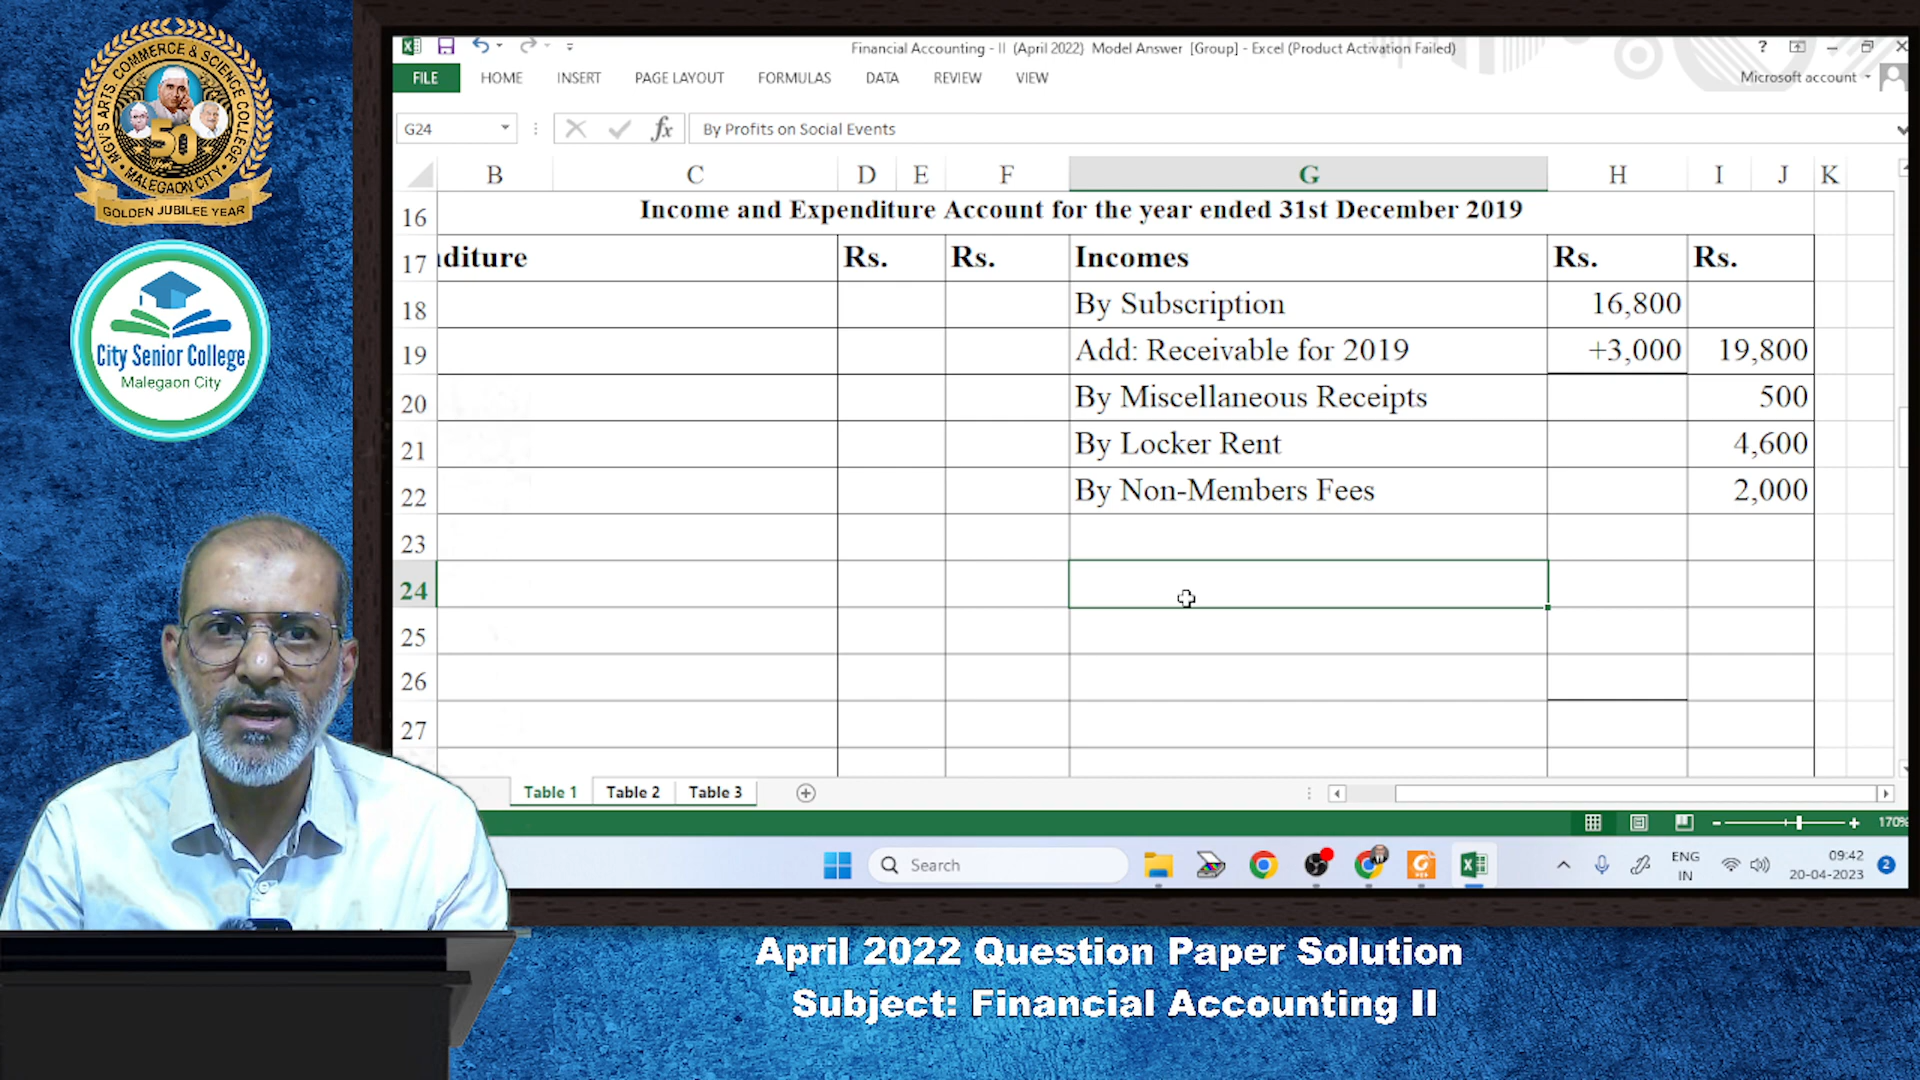 MGV'S ARTS, COMMERCE & SCIENCE COLLEGE
50
MALEGAON CITY
GOLDEN JUBILEE YEAR
City Senior College
Malegaon City
Financial Accounting - II (April 2022) Model Answer [Group] - Excel (Product Activation Failed)
?
FILE HOME INSERT PAGE LAYOUT FORMULAS DATA REVIEW VIEW
Microsoft account
G24 fx By Profits on Social Events
B C D E F G H I J K
16 Income and Expenditure Account for the year ended 31st December 2019
17 diture Rs. Rs. Incomes Rs. Rs.
18 By Subscription 16,800
19 Add: Receivable for 2019 +3,000 19,800
20 By Miscellaneous Receipts 500
21 By Locker Rent 4,600
22 By Non-Members Fees 2,000
23
24
25
26
27
Table 1 Table 2 Table 3
170%
Search
ENG
IN
09:42
20-04-2023
2
April 2022 Question Paper Solution
Subject: Financial Accounting II